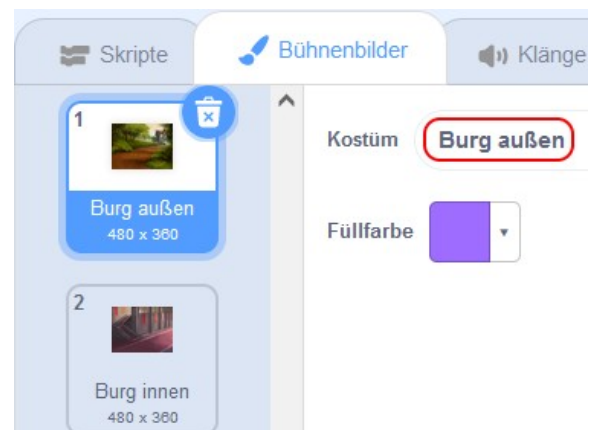 Skripte
Bühnenbilder
Klänge
1
Burg außen
480 x 360
2
Burg innen
480 x 360
Kostüm
Burg außen
Füllfarbe